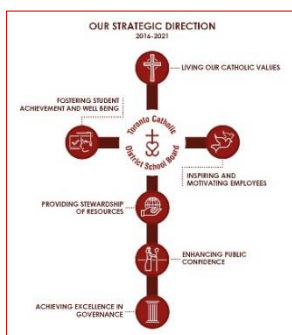 OUR STRATEGIC DIRECTION
2016-2021
LIVING OUR CATHOLIC VALUES
FOSTERING STUDENT
ACHIEVEMENT AND WELL BEING
Toronto Catholic
District School Board
INSPIRING AND
MOTIVATING EMPLOYEES
PROVIDING STEWARDSHIP
OF RESOURCES
ENHANCING PUBLIC
CONFIDENCE
ACHIEVING EXCELLENCE IN
GOVERNANCE